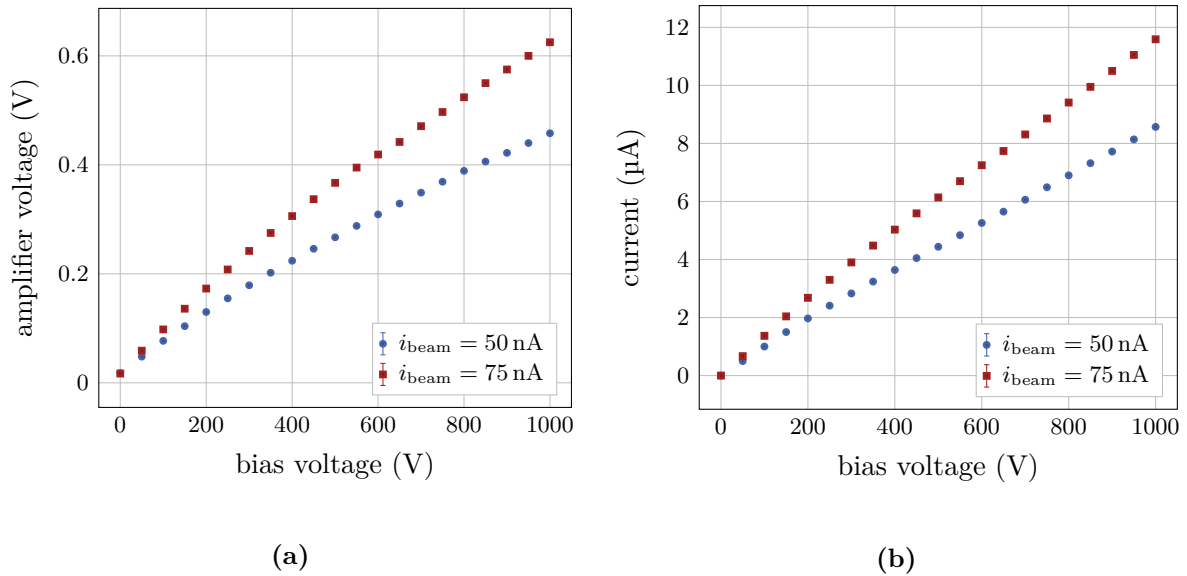 0.6
0.4
0.2
0
amplifier voltage (V)
i_beam = 50 nA
i_beam = 75 nA
0 200 400 600 800 1000
bias voltage (V)
(a)
12
10
8
6
4
2
0
current (µA)
i_beam = 50 nA
i_beam = 75 nA
0 200 400 600 800 1000
bias voltage (V)
(b)